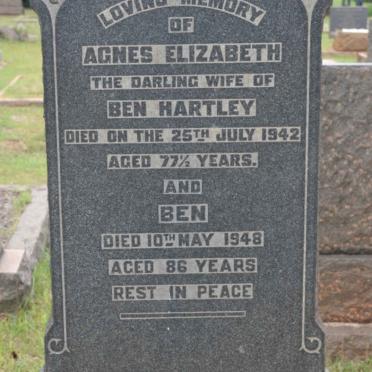 LOVING MEMORY
OF
AGNES ELIZABETH
THE DARLING WIFE OF
BEN HARTLEY
DIED ON THE 25TH JULY 1942
AGED 77½ YEARS.
AND
BEN
DIED 10TH MAY 1948
AGED 86 YEARS
REST IN PEACE